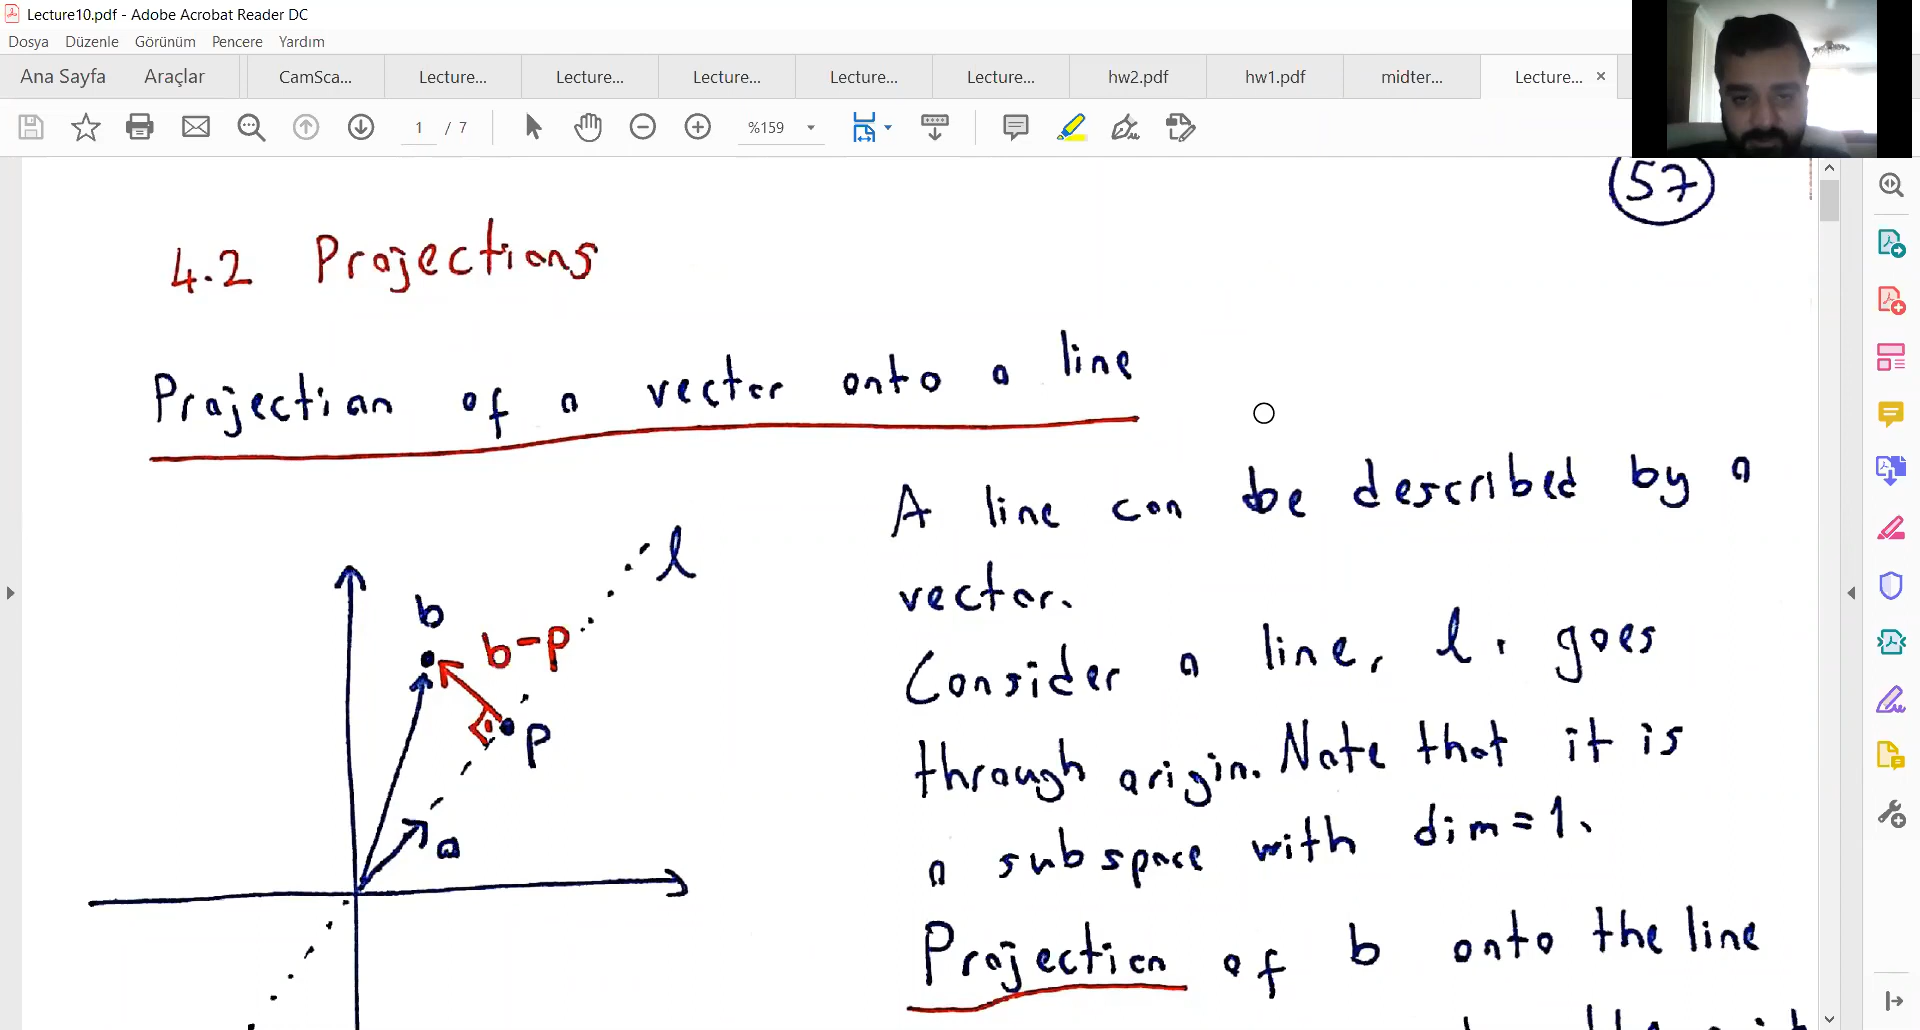 Lecture10.pdf - Adobe Acrobat Reader DC
Dosya Düzenle Görünüm Pencere Yardım
Ana Sayfa Araçlar CamSca... Lecture... Lecture... Lecture... Lecture... Lecture... hw2.pdf hw1.pdf midter... Lecture... ×
1 / 7 %159
57
4.2 Projections
Projection of a vector onto a line
A line can be described by a
vector.
Consider a line, l, goes
through origin. Note that it is
a subspace with dim=1.
Projection of b onto the line
l
b
b-p
p
a